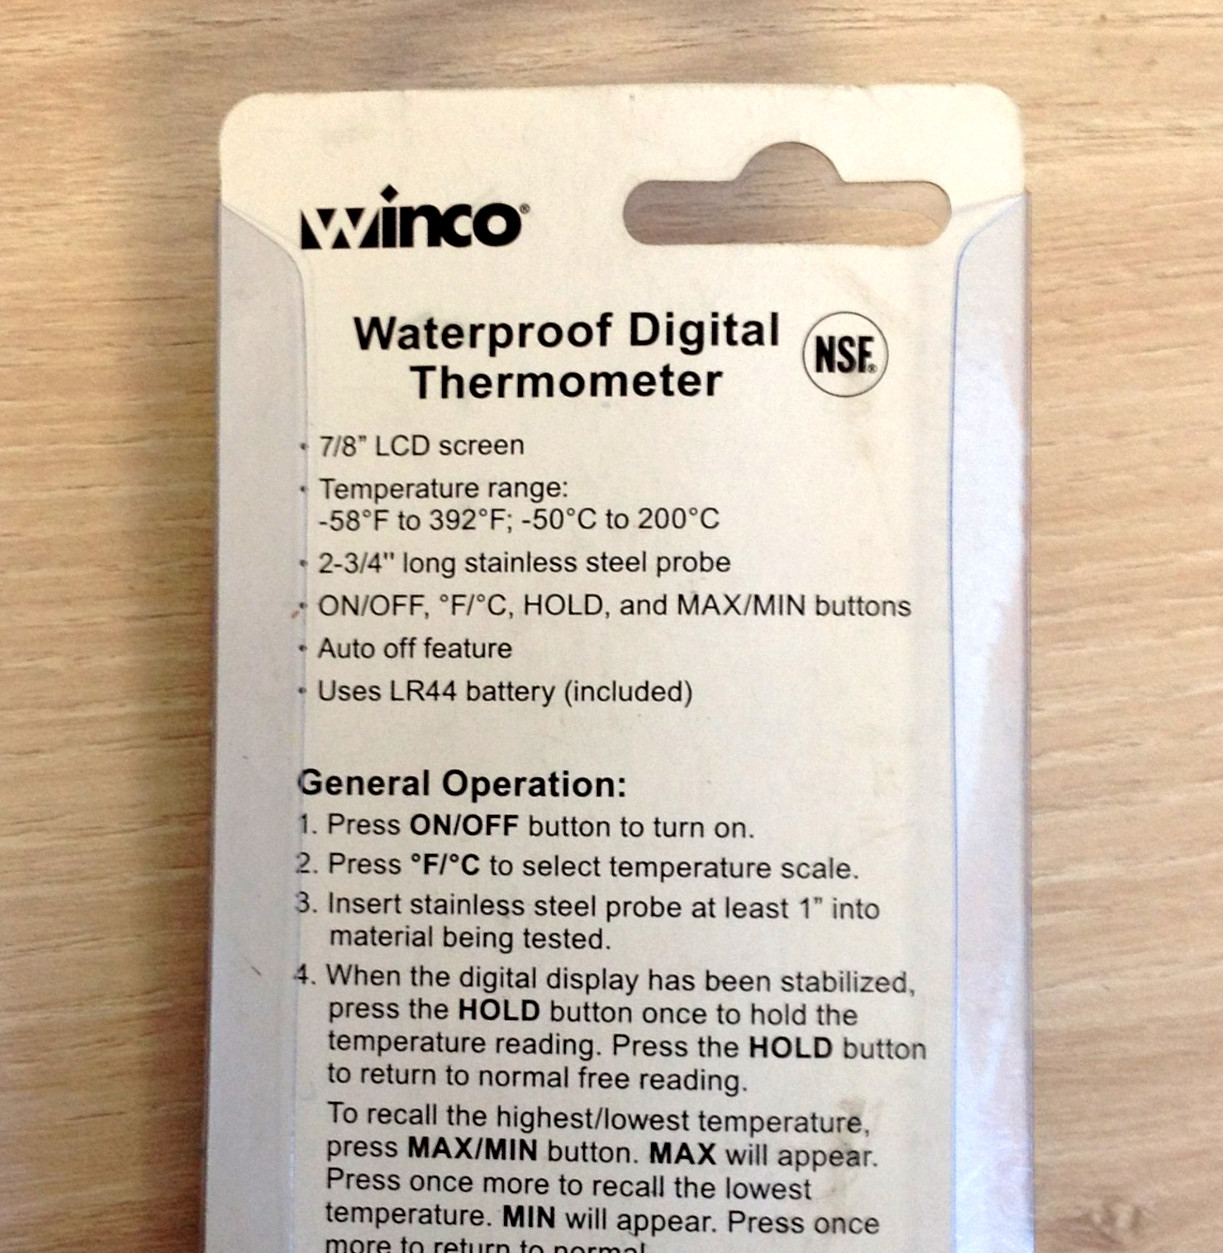 winco®
Waterproof Digital
Thermometer
NSF®
• 7/8” LCD screen
• Temperature range:
-58°F to 392°F; -50°C to 200°C
• 2-3/4" long stainless steel probe
• ON/OFF, °F/°C, HOLD, and MAX/MIN buttons
• Auto off feature
• Uses LR44 battery (included)
General Operation:
1. Press ON/OFF button to turn on.
2. Press °F/°C to select temperature scale.
3. Insert stainless steel probe at least 1” into
material being tested.
4. When the digital display has been stabilized,
press the HOLD button once to hold the
temperature reading. Press the HOLD button
to return to normal free reading.
To recall the highest/lowest temperature,
press MAX/MIN button. MAX will appear.
Press once more to recall the lowest
temperature. MIN will appear. Press once
more to return to normal